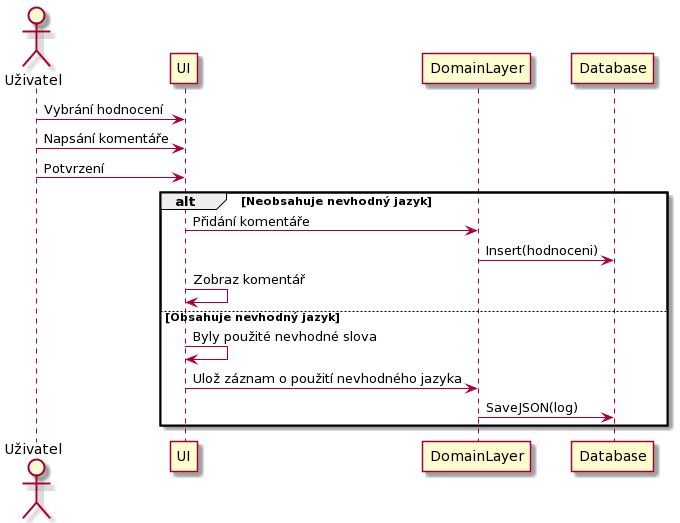 Uživatel
UI
DomainLayer
Database
Vybrání hodnocení
Napsání komentáře
Potvrzení
alt [Neobsahuje nevhodný jazyk]
Přidání komentáře
Insert(hodnoceni)
Zobraz komentář
[Obsahuje nevhodný jazyk]
Byly použité nevhodné slova
Ulož záznam o použití nevhodného jazyka
SaveJSON(log)
Uživatel
UI
DomainLayer
Database